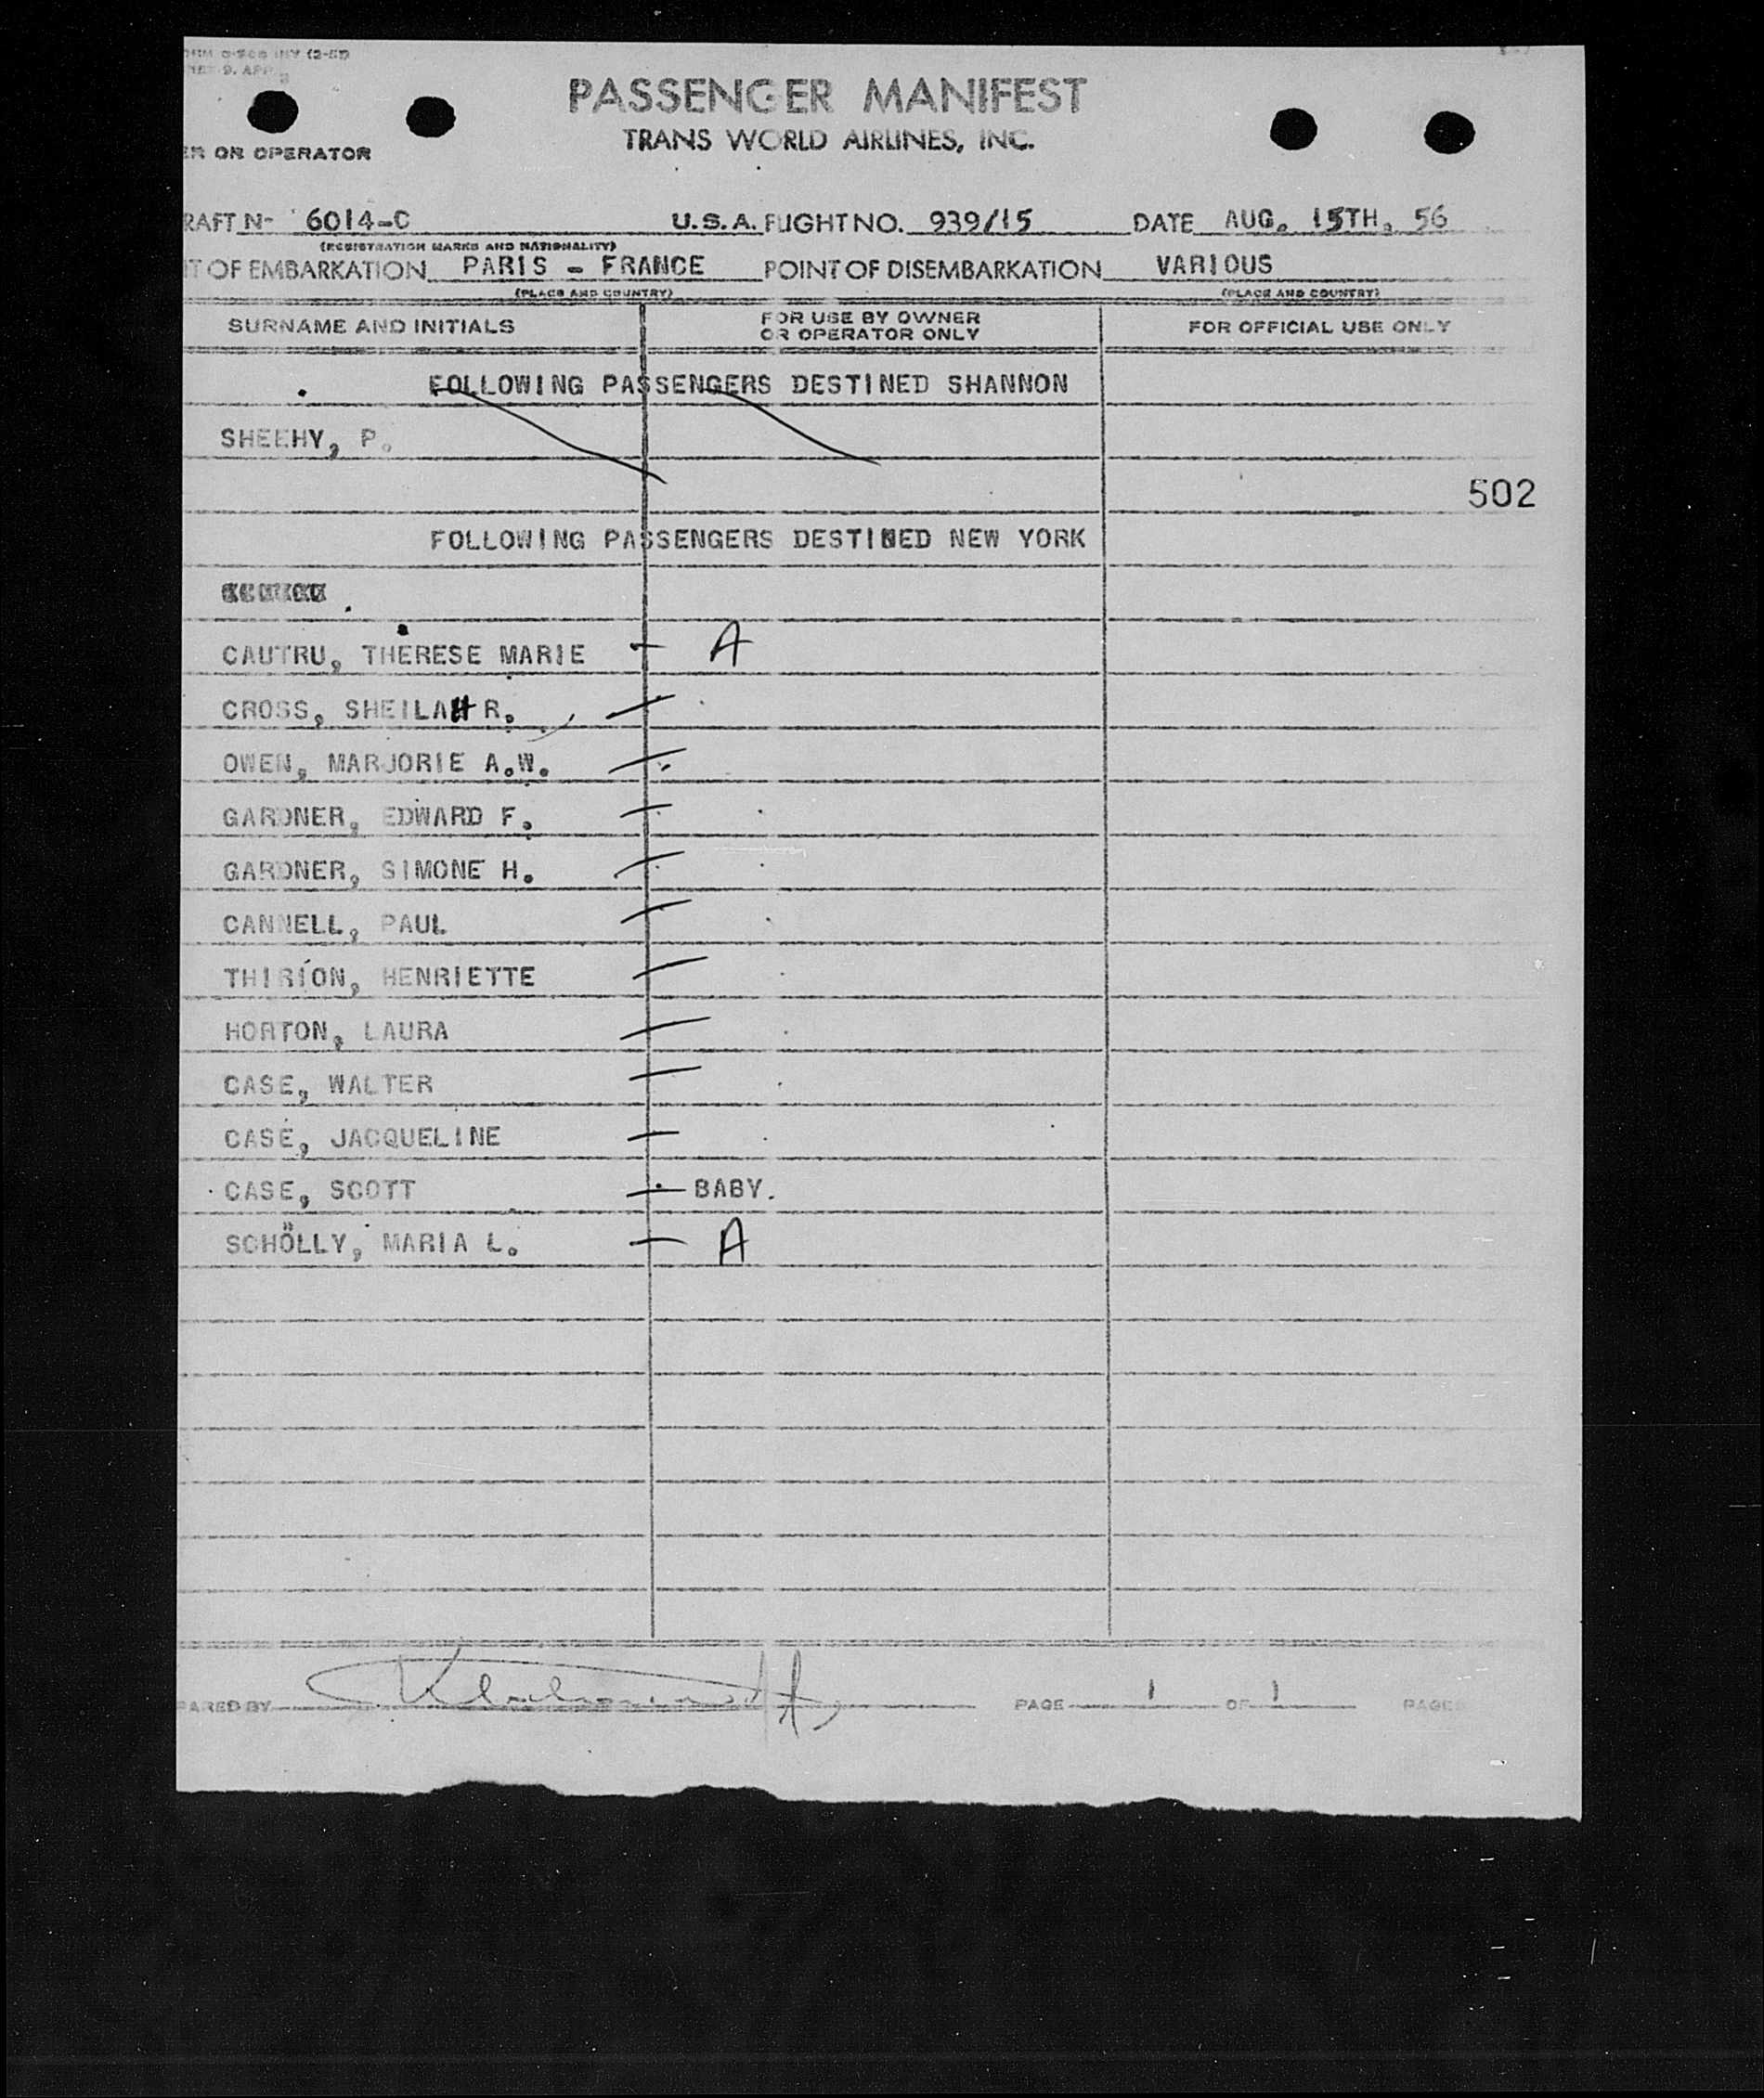 PASSENGER MANIFEST
TRANS WORLD AIRLINES, INC.
ER OR OPERATOR
RAFT N- 6014-C U.S.A. FLIGHT NO. 939/15 DATE AUG. 15TH, 56
(REGISTRATION MARKS AND NATIONALITY)
T OF EMBARKATION PARIS - FRANCE POINT OF DISEMBARKATION VARIOUS
(PLACE AND COUNTRY) (PLACE AND COUNTRY)
SURNAME AND INITIALS FOR USE BY OWNER OR OPERATOR ONLY FOR OFFICIAL USE ONLY
FOLLOWING PASSENGERS DESTINED SHANNON
SHEEHY, P.
502
FOLLOWING PASSENGERS DESTINED NEW YORK
CAUTRU, THERESE MARIE - A
CROSS, SHEILAH R. -
OWEN, MARJORIE A.W. -
GARDNER, EDWARD F. -
GARDNER, SIMONE H. -
CANNELL, PAUL -
THIRION, HENRIETTE -
HORTON, LAURA -
CASE, WALTER -
CASE, JACQUELINE -
CASE, SCOTT - BABY.
SCHÖLLY, MARIA L. - A
ARED BY PAGE 1 OF 1 PAGES